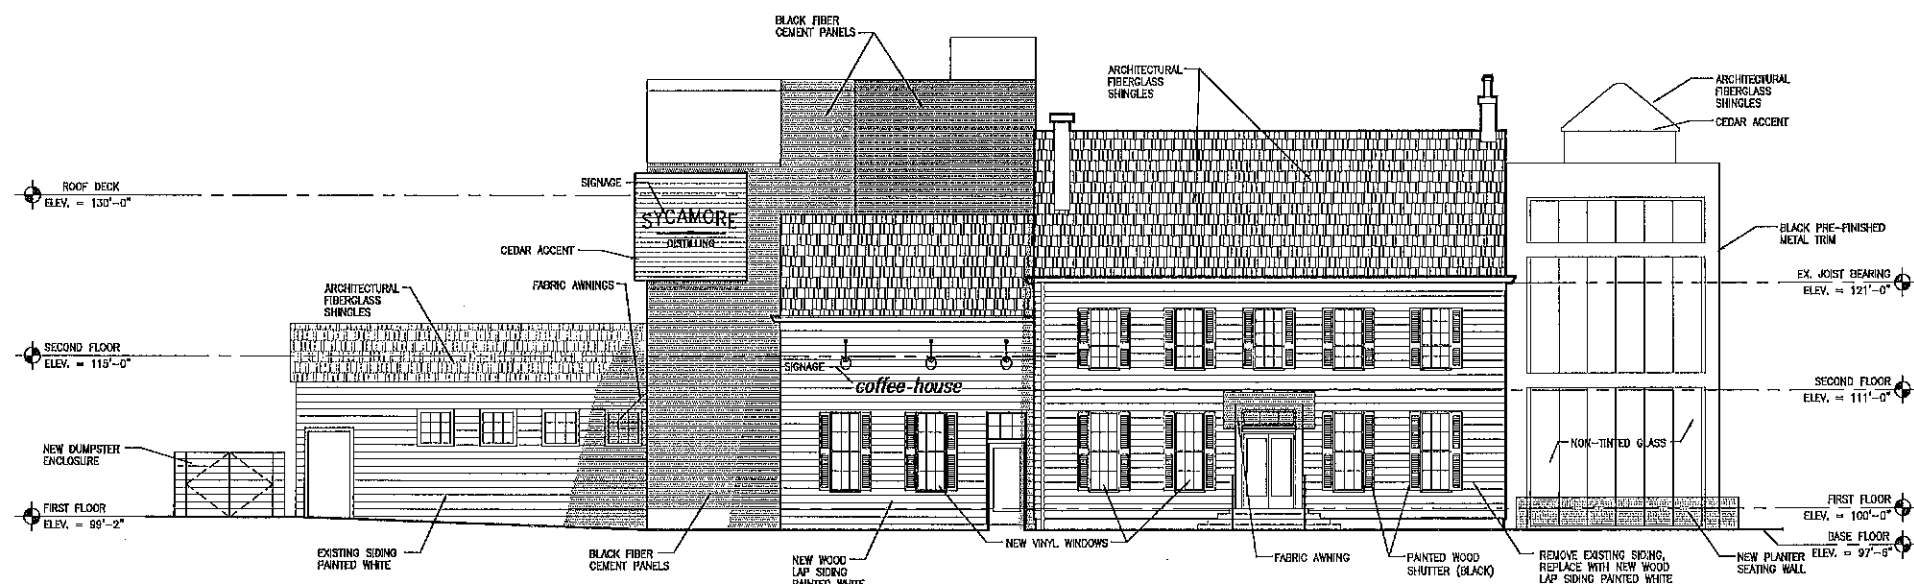 BLACK FIBER
CEMENT PANELS
ARCHITECTURAL
FIBERGLASS
SHINGLES
ARCHITECTURAL
FIBERGLASS
SHINGLES
CEDAR ACCENT
ROOF DECK
ELEV. = 130'-0"
SIGNAGE
SYCAMORE
DISTILLING
CEDAR ACCENT
BLACK PRE-FINISHED
METAL TRIM
FABRIC AWNINGS
ARCHITECTURAL
FIBERGLASS
SHINGLES
EX. JOIST BEARING
ELEV. = 121'-0"
SECOND FLOOR
ELEV. = 115'-0"
SIGNAGE
coffee-house
SECOND FLOOR
ELEV. = 111'-0"
NEW DUMPSTER
ENCLOSURE
NON-TINTED GLASS
FIRST FLOOR
ELEV. = 99'-2"
FIRST FLOOR
ELEV. = 100'-0"
BASE FLOOR
ELEV. = 97'-6"
EXISTING SIDING
PAINTED WHITE
BLACK FIBER
CEMENT PANELS
NEW WOOD
LAP SIDING
PAINTED WHITE
NEW VINYL WINDOWS
FABRIC AWNING
PAINTED WOOD
SHUTTER (BLACK)
REMOVE EXISTING SIDING,
REPLACE WITH NEW WOOD
LAP SIDING PAINTED WHITE
NEW PLANTER
SEATING WALL